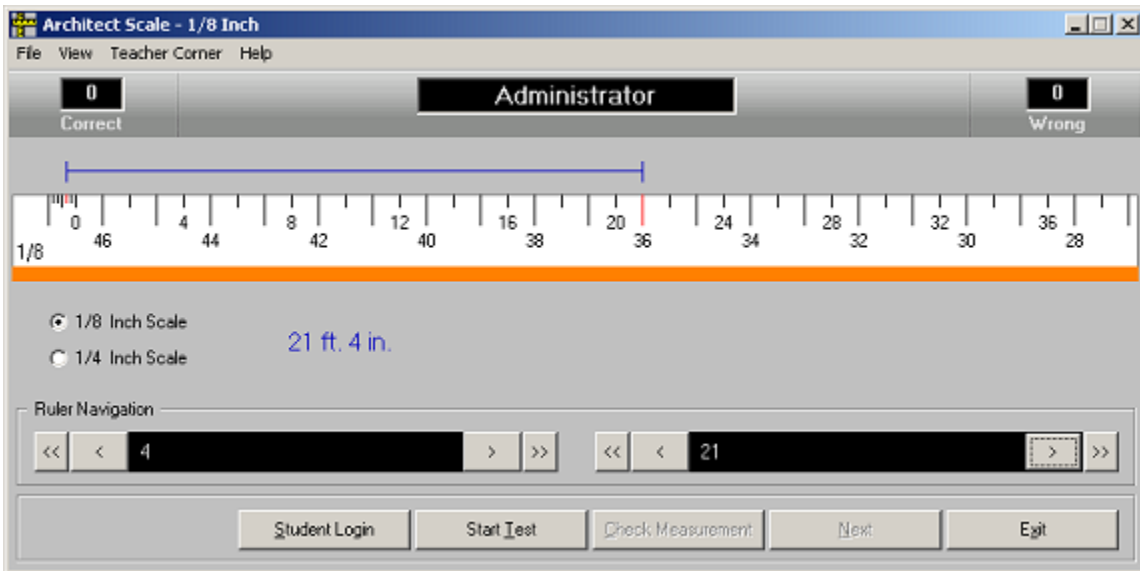 Architect Scale - 1/8 Inch
File View Teacher Corner Help
0 Administrator 0
Correct Wrong
0 4 8 12 16 20 24 28 32 36
46 44 42 40 38 36 34 32 30 28
1/8
1/8 Inch Scale
21 ft. 4 in.
1/4 Inch Scale
Ruler Navigation
<< < 4 > >> << < 21 > >>
Student Login Start Test Check Measurement Next Exit